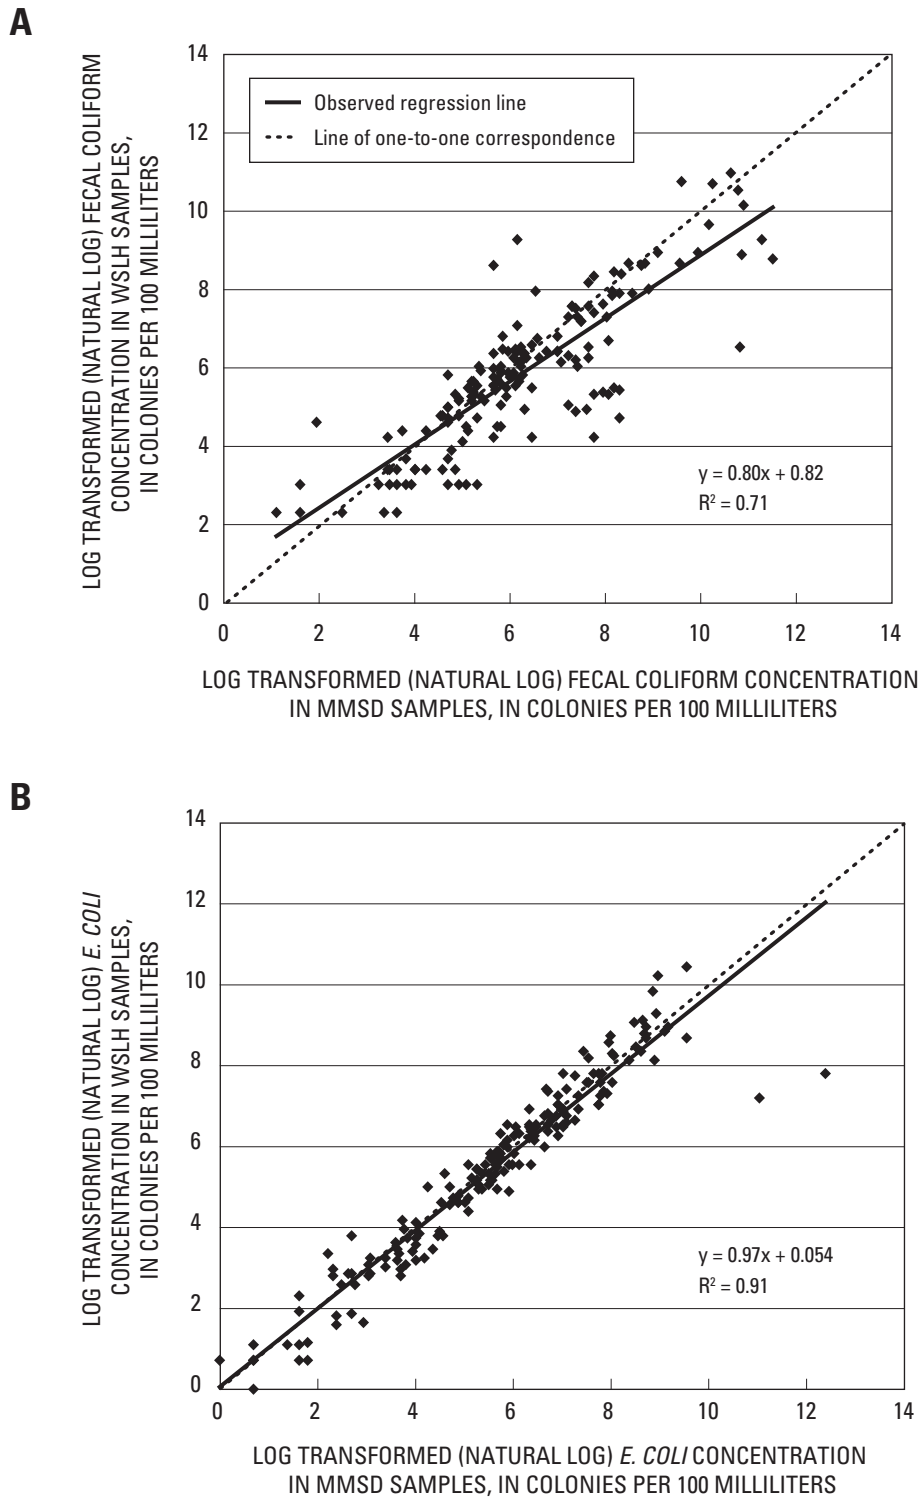 A
LOG TRANSFORMED (NATURAL LOG) FECAL COLIFORM
CONCENTRATION IN WSLH SAMPLES,
IN COLONIES PER 100 MILLILITERS
14
12
10
8
6
4
2
0
Observed regression line
Line of one-to-one correspondence
y = 0.80x + 0.82
R² = 0.71
0 2 4 6 8 10 12 14
LOG TRANSFORMED (NATURAL LOG) FECAL COLIFORM CONCENTRATION
IN MMSD SAMPLES, IN COLONIES PER 100 MILLILITERS
B
LOG TRANSFORMED (NATURAL LOG) E. COLI
CONCENTRATION IN WSLH SAMPLES,
IN COLONIES PER 100 MILLILITERS
14
12
10
8
6
4
2
0
y = 0.97x + 0.054
R² = 0.91
0 2 4 6 8 10 12 14
LOG TRANSFORMED (NATURAL LOG) E. COLI CONCENTRATION
IN MMSD SAMPLES, IN COLONIES PER 100 MILLILITERS